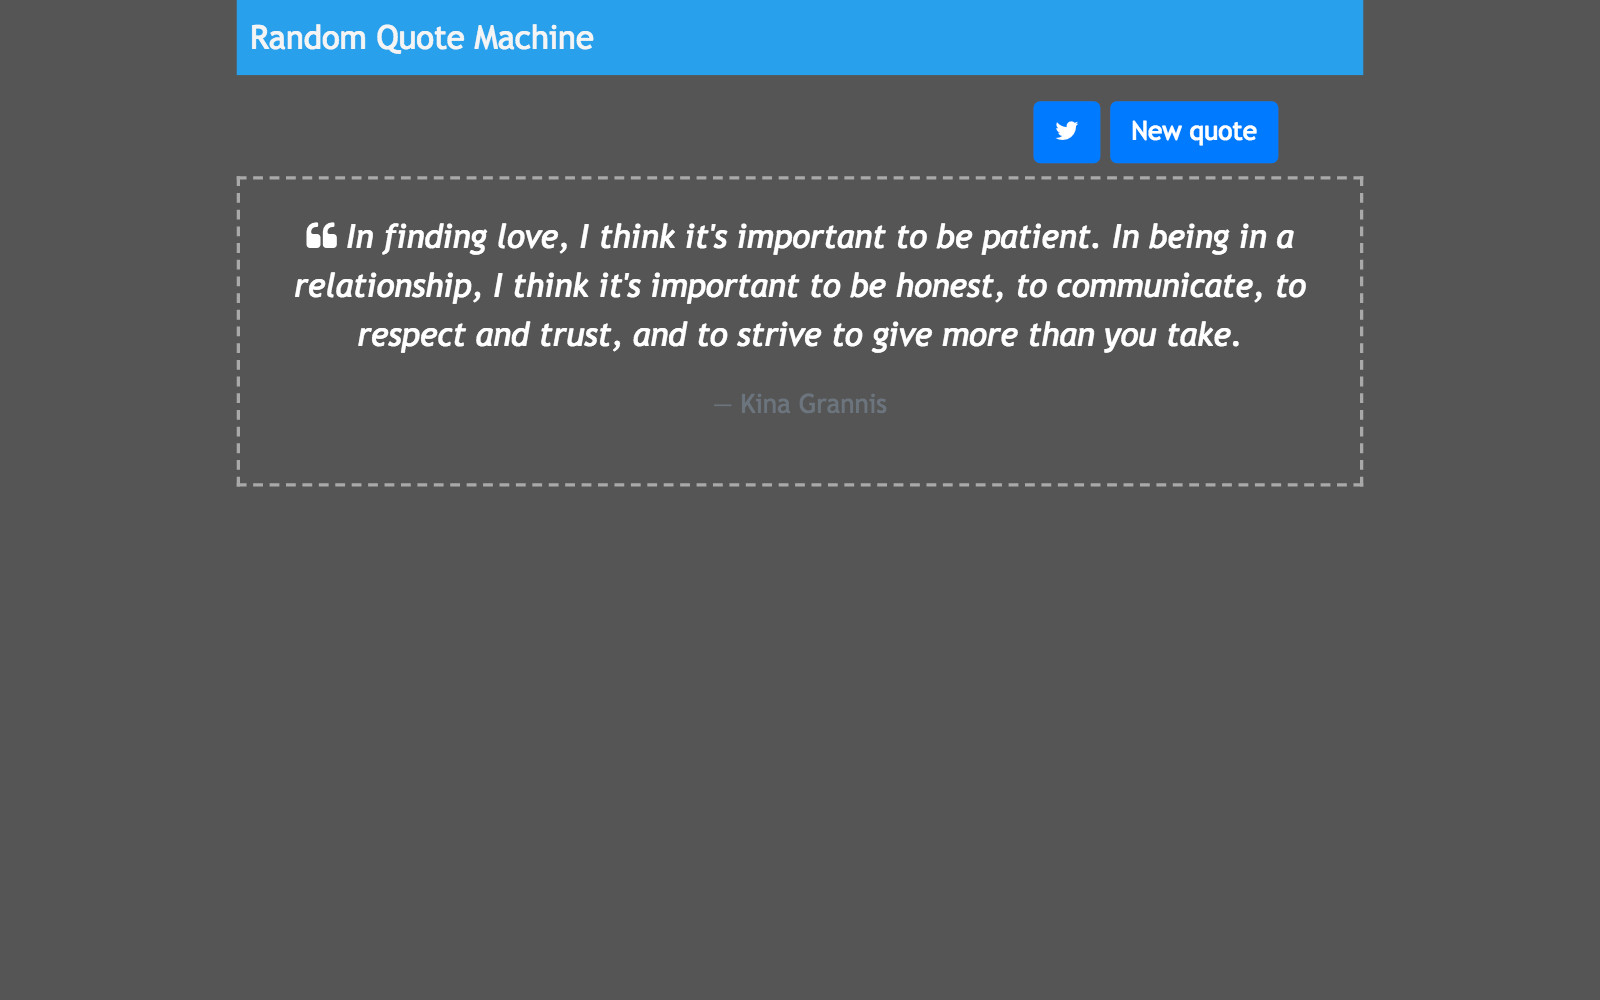 Random Quote Machine
New quote
In finding love, I think it's important to be patient. In being in a
relationship, I think it's important to be honest, to communicate, to
respect and trust, and to strive to give more than you take.
— Kina Grannis